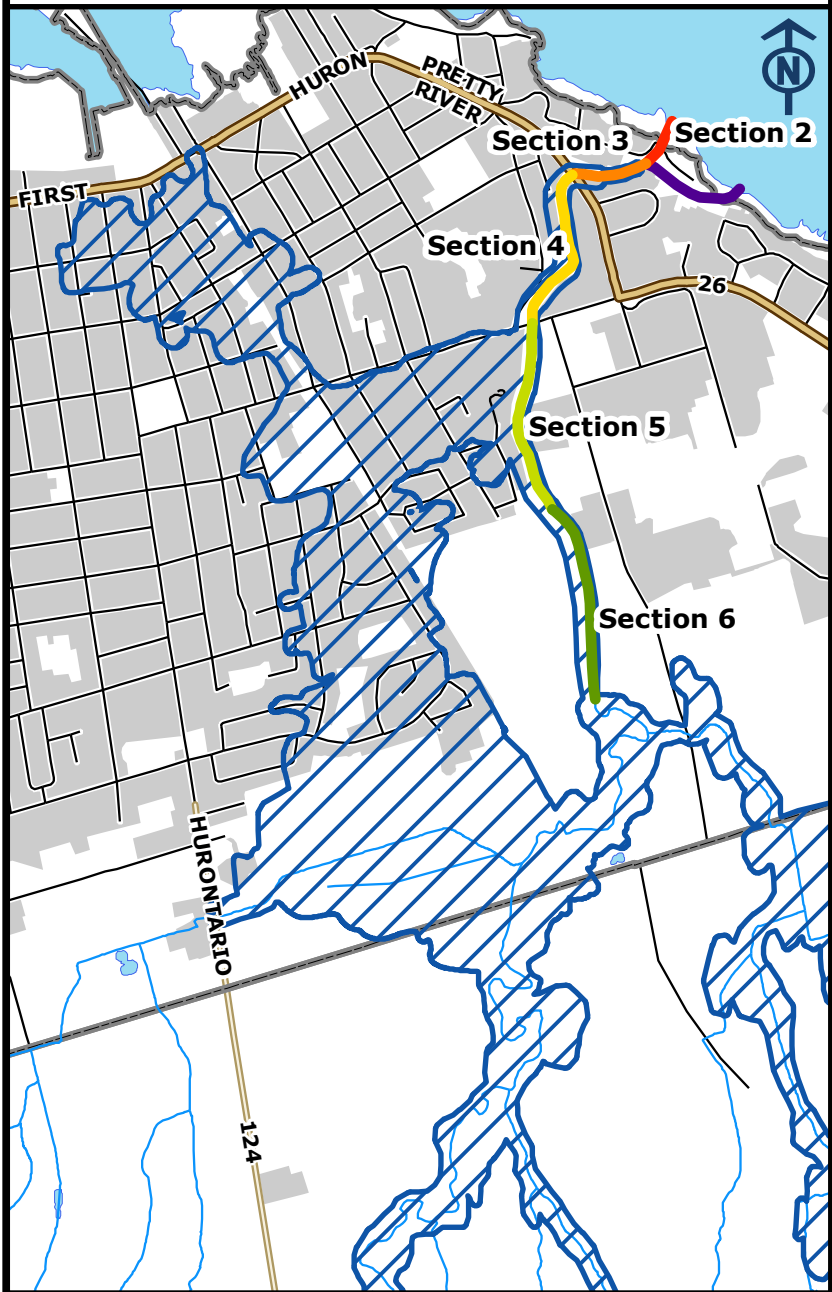 N
HURON
PRETTY
RIVER
Section 3
Section 2
FIRST
Section 4
26
Section 5
Section 6
HURONTARIO
124